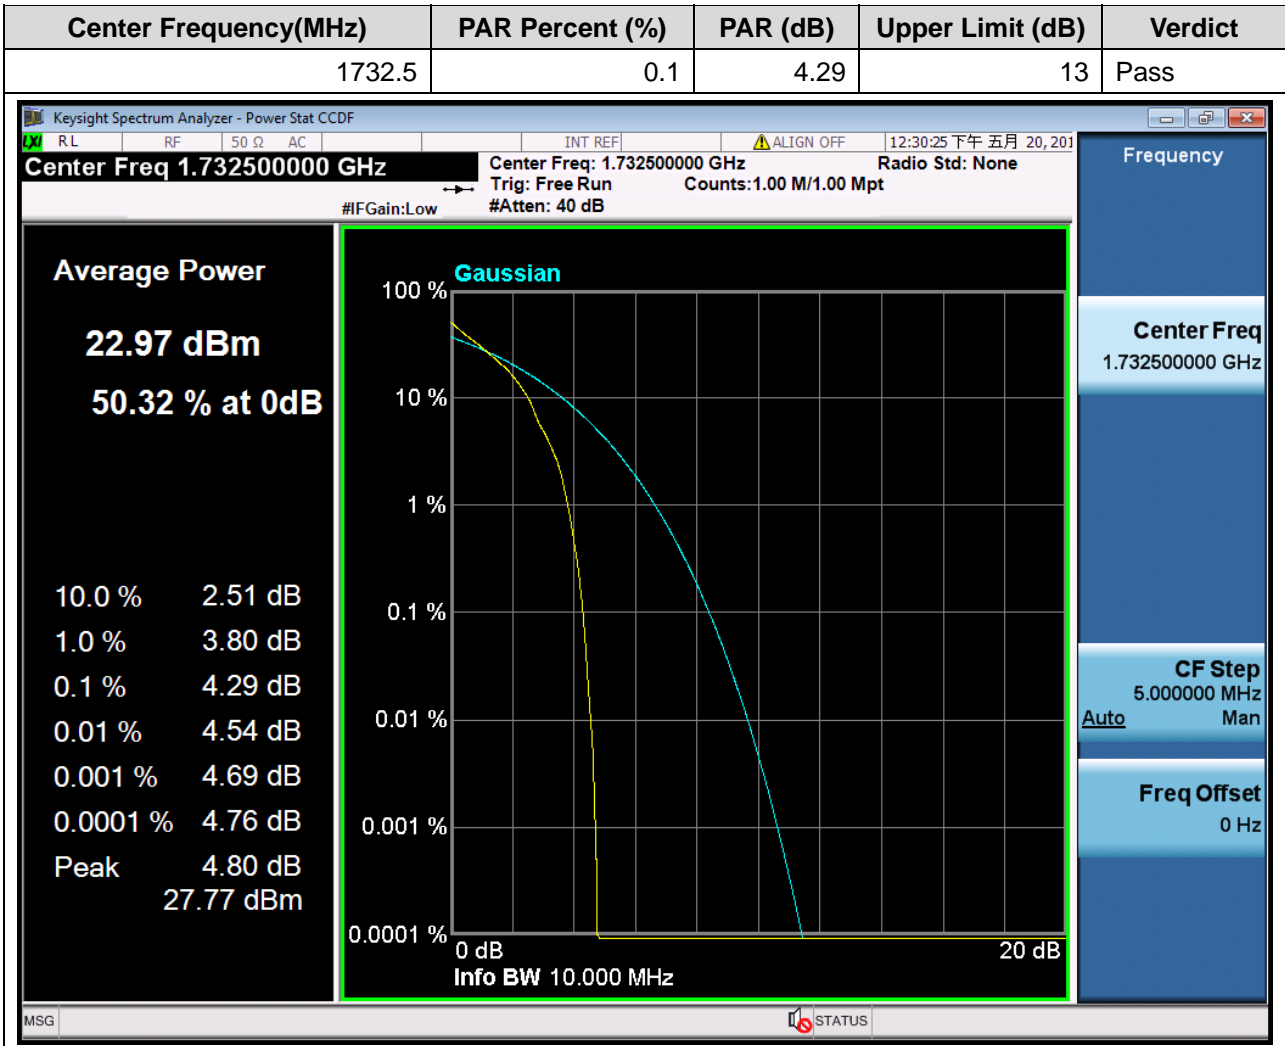 Center Frequency(MHz) PAR Percent (%) PAR (dB) Upper Limit (dB) Verdict
1732.5 0.1 4.29 13 Pass
Keysight Spectrum Analyzer - Power Stat CCDF
LXI RL RF 50 Ω AC INT REF ALIGN OFF 12:30:25 下午 五月 20, 201
Center Freq 1.732500000 GHz
Center Freq: 1.732500000 GHz Radio Std: None
Trig: Free Run Counts:1.00 M/1.00 Mpt
#IFGain:Low #Atten: 40 dB
Average Power
22.97 dBm
50.32 % at 0dB
10.0 % 2.51 dB
1.0 % 3.80 dB
0.1 % 4.29 dB
0.01 % 4.54 dB
0.001 % 4.69 dB
0.0001 % 4.76 dB
Peak 4.80 dB
27.77 dBm
Gaussian
100 %
10 %
1 %
0.1 %
0.01 %
0.001 %
0.0001 %
0 dB 20 dB
Info BW 10.000 MHz
Frequency
Center Freq
1.732500000 GHz
CF Step
5.000000 MHz
Auto Man
Freq Offset
0 Hz
MSG STATUS